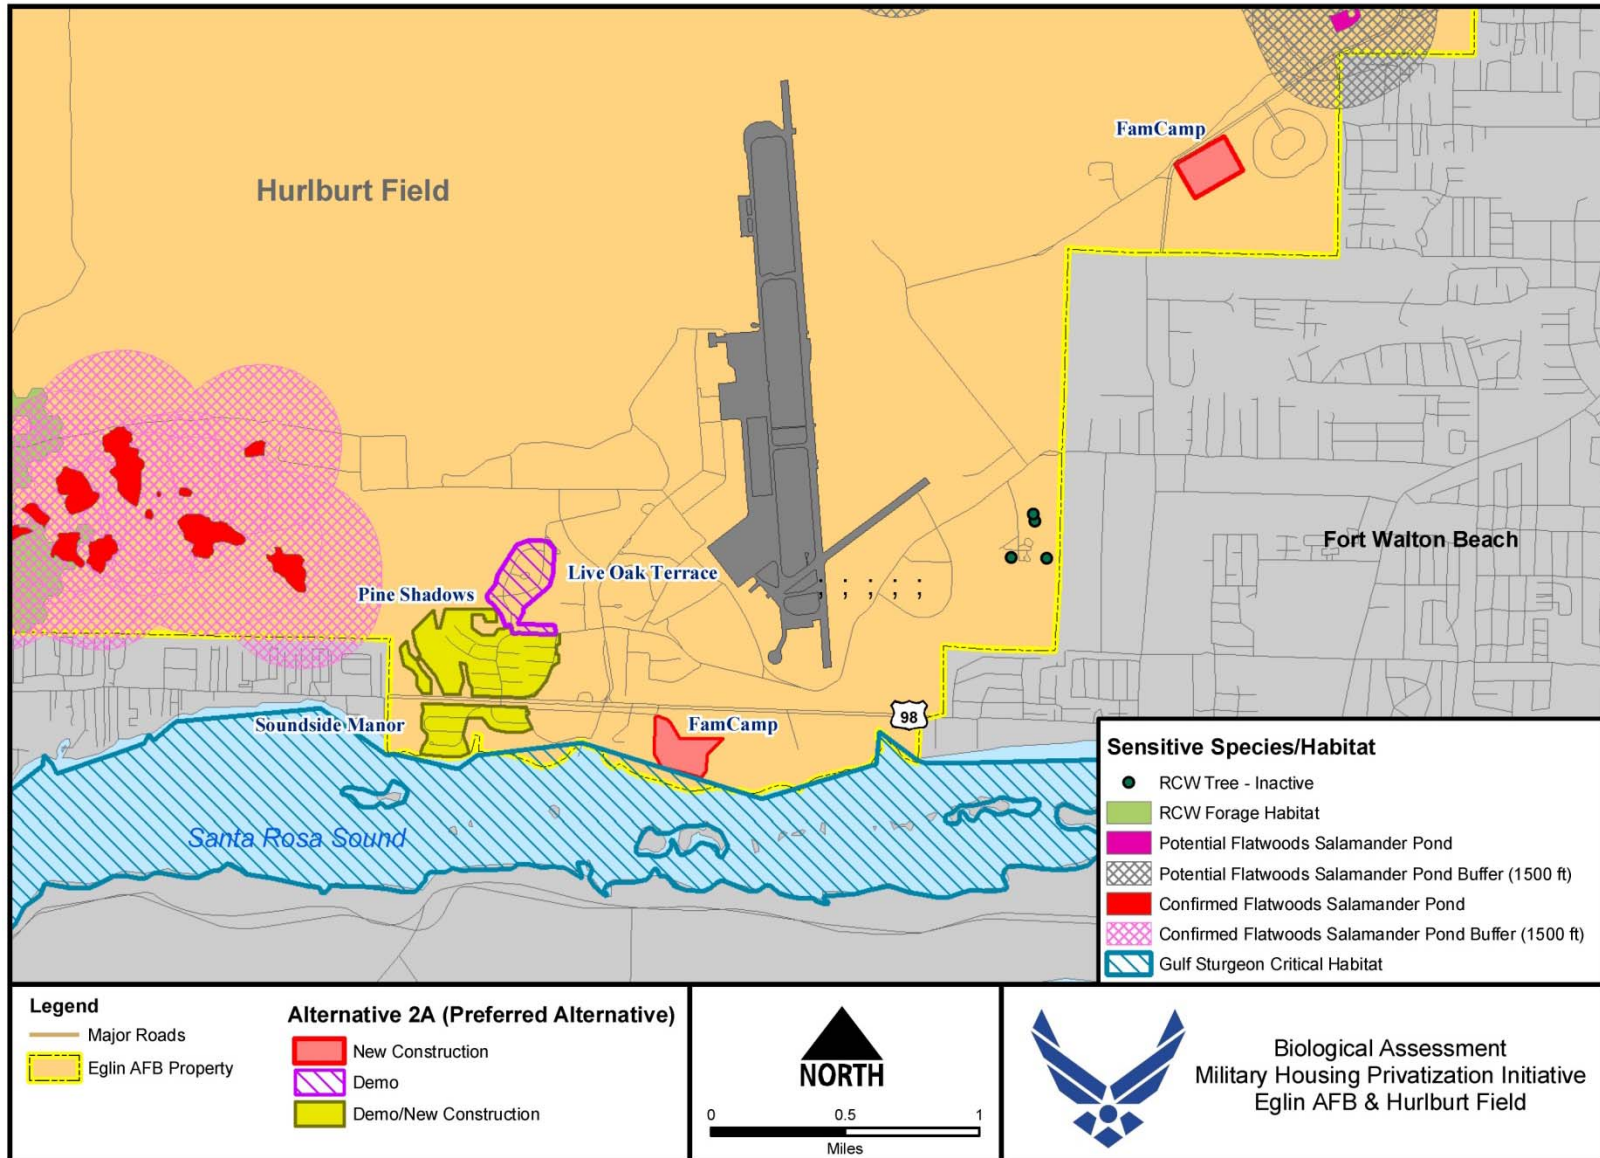 FamCamp
Hurlburt Field
Fort Walton Beach
Live Oak Terrace
Pine Shadows
; ; ; ; ;
Soundside Manor
FamCamp
98
Santa Rosa Sound
Sensitive Species/Habitat
RCW Tree - Inactive
RCW Forage Habitat
Potential Flatwoods Salamander Pond
Potential Flatwoods Salamander Pond Buffer (1500 ft)
Confirmed Flatwoods Salamander Pond
Confirmed Flatwoods Salamander Pond Buffer (1500 ft)
Gulf Sturgeon Critical Habitat
Legend
Major Roads
Eglin AFB Property
Alternative 2A (Preferred Alternative)
New Construction
Demo
Demo/New Construction
NORTH
0 0.5 1
Miles
Biological Assessment
Military Housing Privatization Initiative
Eglin AFB & Hurlburt Field